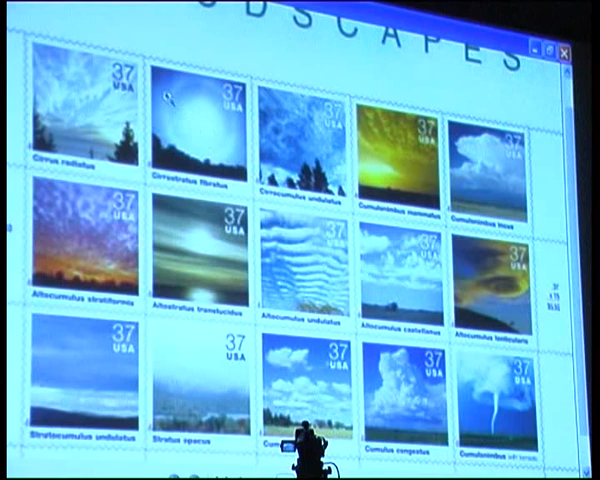 DSCAPES
37 USA 37 USA 37 USA 37 USA 37 USA
Cirrus radiatus Cirrostratus fibratus Cirrocumulus undulatus Cumulonimbus mammatus Cumulonimbus incus
37 USA 37 USA 37 USA 37 USA 37 USA
Altocumulus stratiformis Altostratus translucidus Altocumulus undulatus Altocumulus castellanus Altocumulus lenticularis
37 USA 37 USA 37 USA 37 USA 37 USA
Stratocumulus undulatus Stratus opacus Cum Cumulus congestus Cumulonimbus with tornado